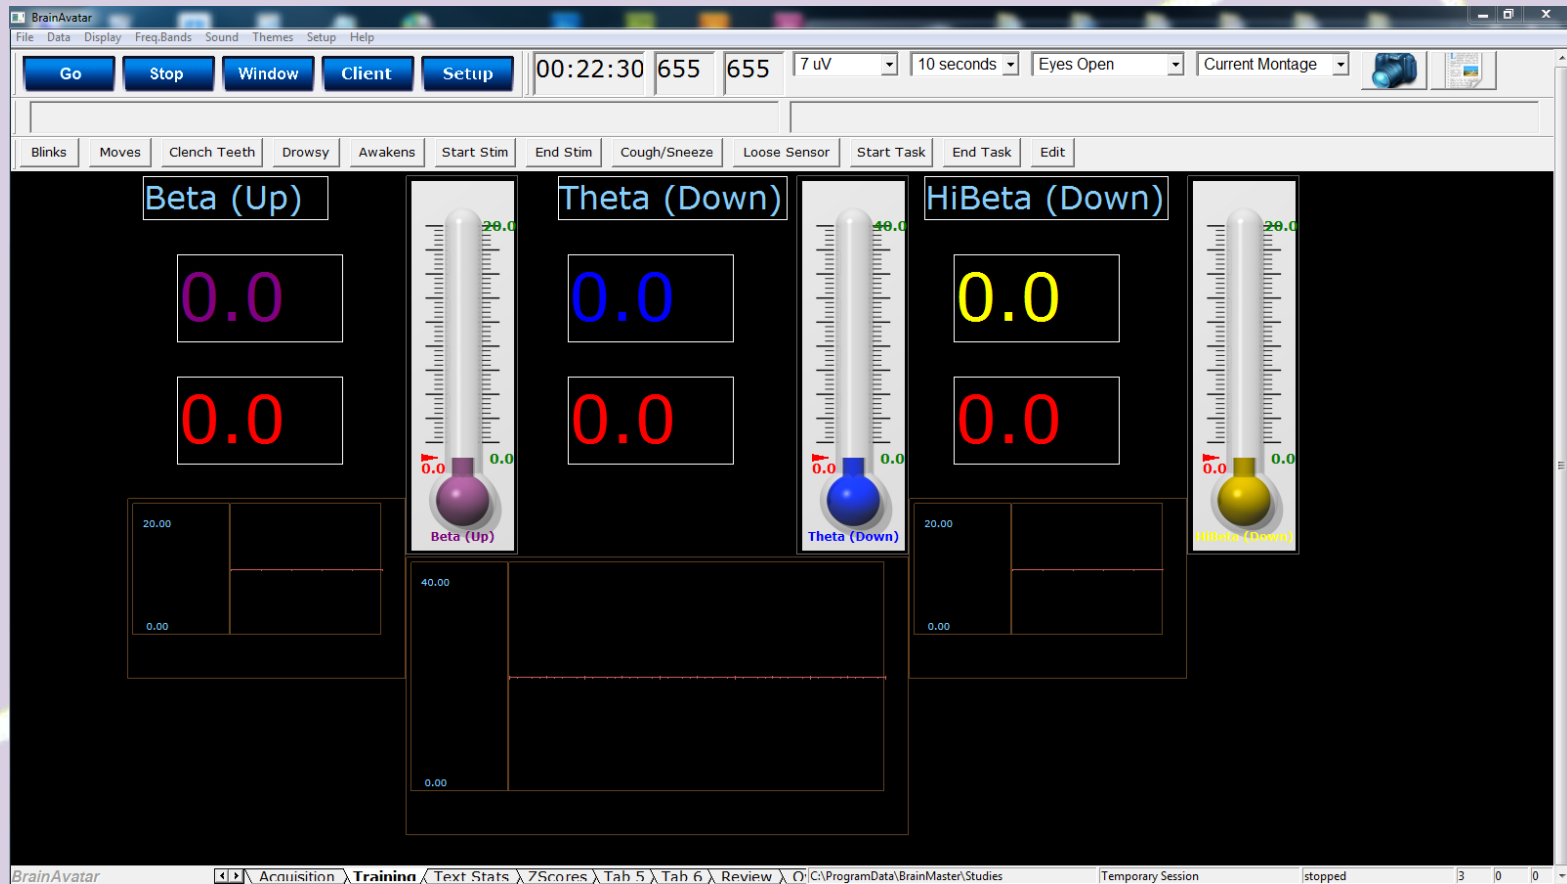 BrainAvatar
File Data Display Freq.Bands Sound Themes Setup Help
Go Stop Window Client Setup 00:22:30 655 655 7 uV 10 seconds Eyes Open Current Montage
Blinks Moves Clench Teeth Drowsy Awakens Start Stim End Stim Cough/Sneeze Loose Sensor Start Task End Task Edit
Beta (Up) Theta (Down) HiBeta (Down)
20.0 40.0 20.0
0.0 0.0 0.0
0.0 0.0 0.0
0.0 0.0 0.0 0.0 0.0 0.0
Beta (Up) Theta (Down) HiBeta (Down)
20.00 20.00
40.00
0.00 0.00
0.00
BrainAvatar Acquisition Training Text Stats ZScores Tab 5 Tab 6 Review C:\ProgramData\BrainMaster\Studies Temporary Session stopped 3 0 0